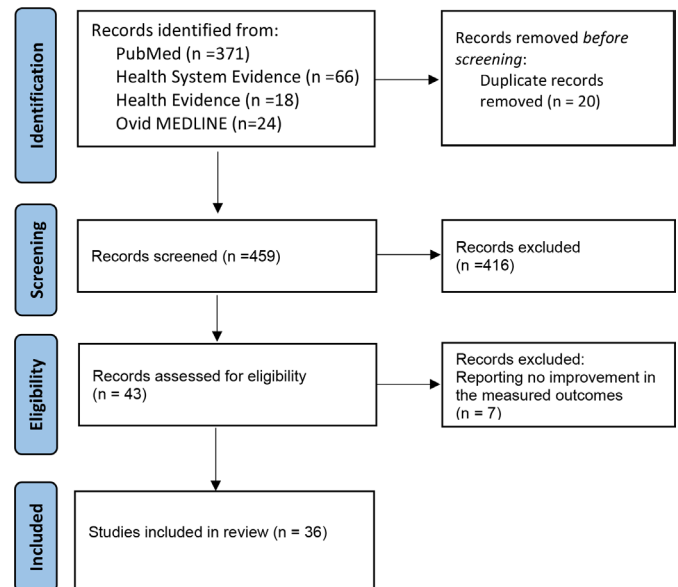 Identification
Records identified from:
PubMed (n =371)
Health System Evidence (n =66)
Health Evidence (n =18)
Ovid MEDLINE (n=24)
Records removed before
screening:
Duplicate records
removed (n = 20)
Screening
Records screened (n =459)
Records excluded
(n =416)
Eligibility
Records assessed for eligibility
(n = 43)
Records excluded:
Reporting no improvement in
the measured outcomes
(n = 7)
Included
Studies included in review (n = 36)